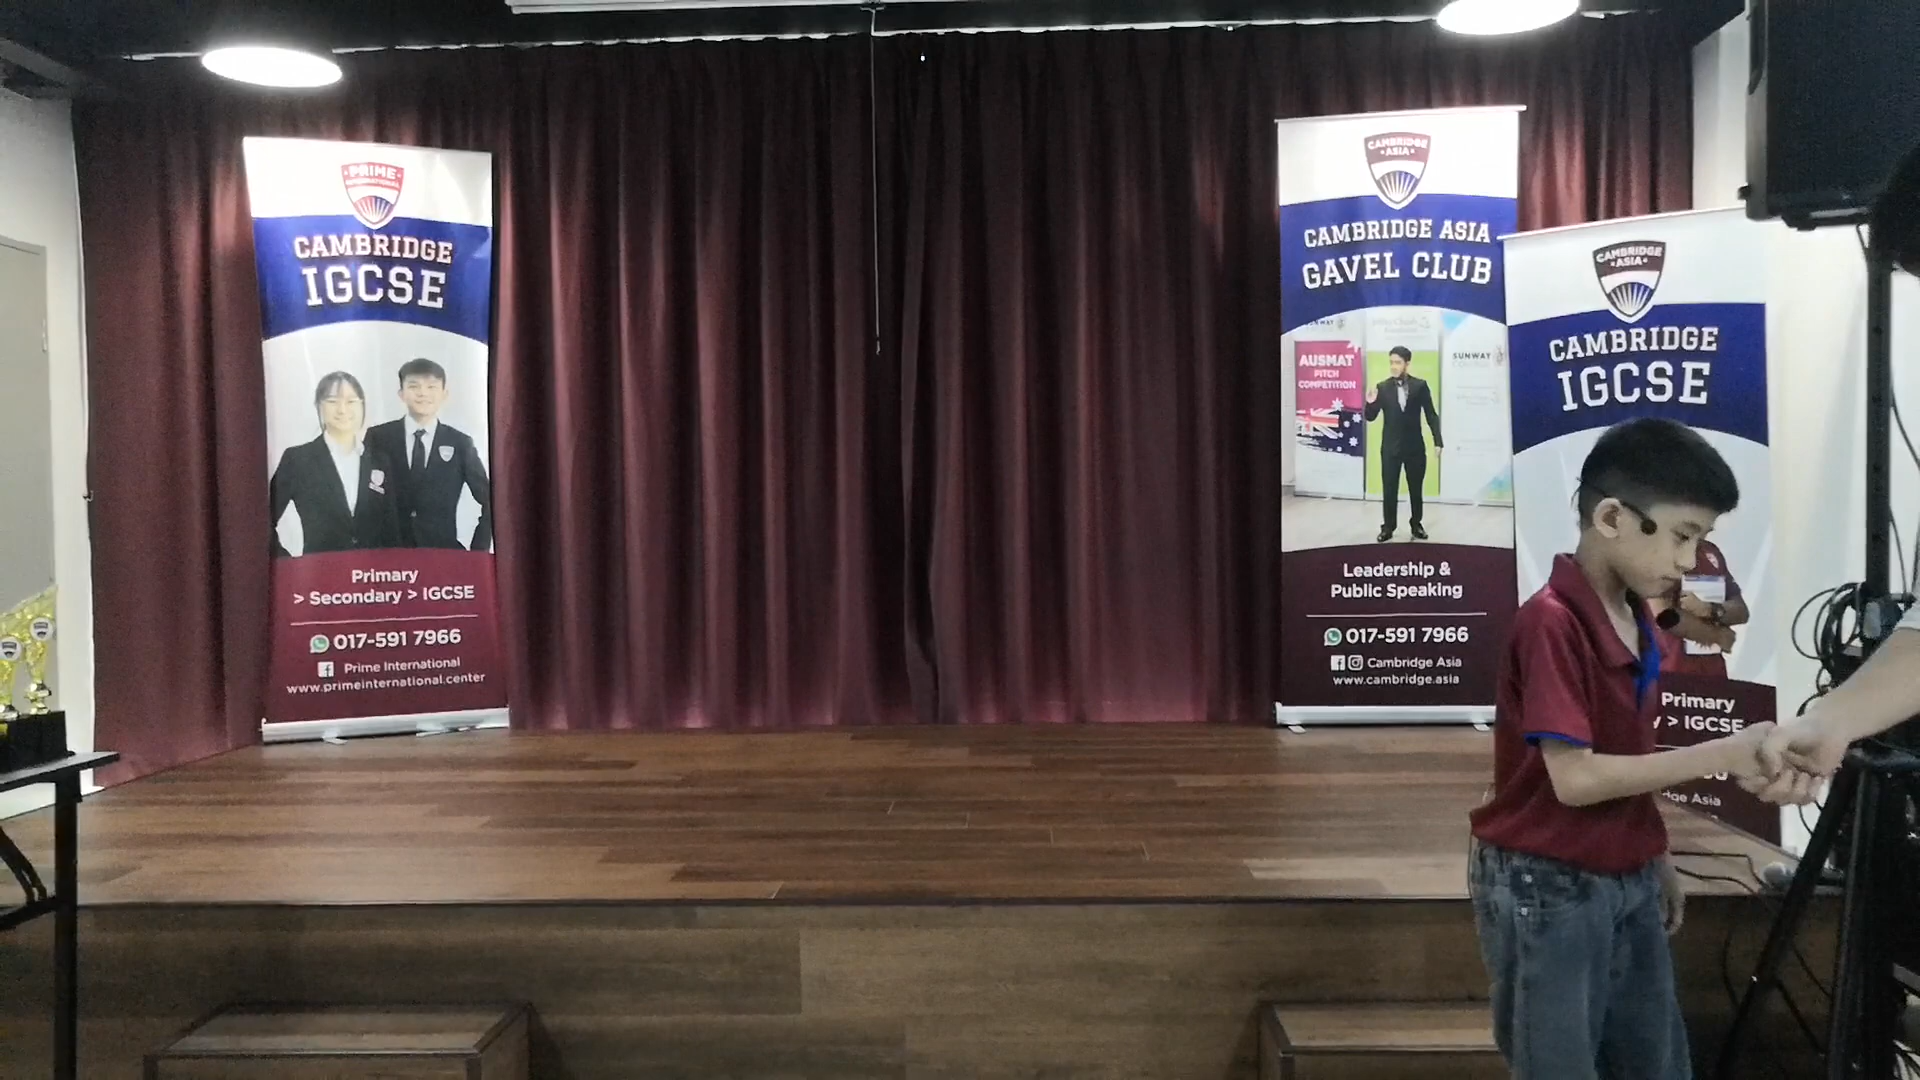 PRIME
INTERNATIONAL
CAMBRIDGE
IGCSE
Primary
> Secondary > IGCSE
017-591 7966
Prime International
www.primeinternational.center
CAMBRIDGE
ASIA
CAMBRIDGE ASIA
GAVEL CLUB
AUSMAT
PITCH
COMPETITION
SUNWAY
Leadership &
Public Speaking
017-591 7966
Cambridge Asia
www.cambridge.asia
CAMBRIDGE
ASIA
CAMBRIDGE
IGCSE
Primary
> IGCSE
Asia